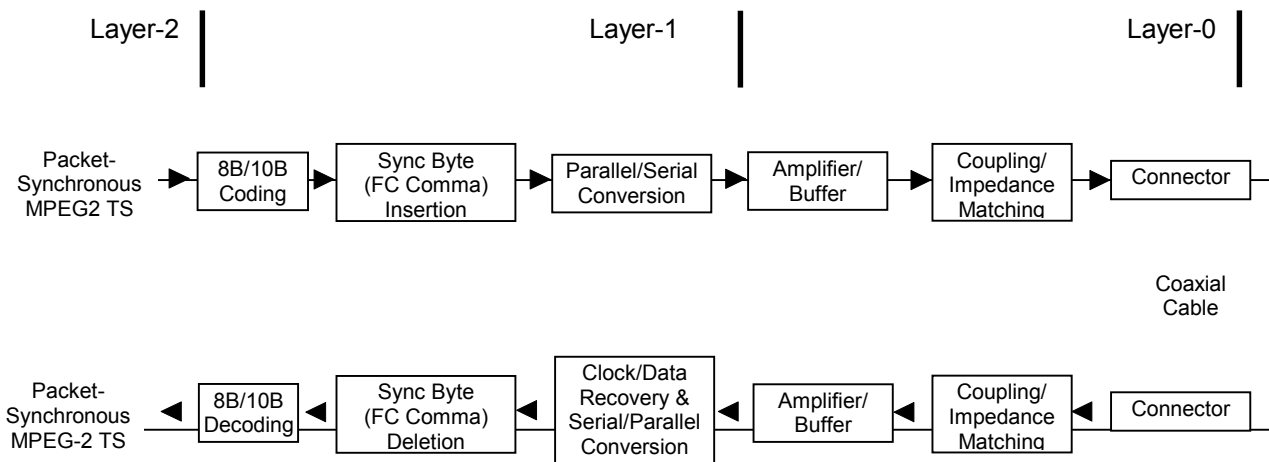 Layer-2
Layer-1
Layer-0
Packet-
Synchronous
MPEG2 TS
8B/10B
Coding
Sync Byte
(FC Comma)
Insertion
Parallel/Serial
Conversion
Amplifier/
Buffer
Coupling/
Impedance
Matching
Connector
Coaxial
Cable
Packet-
Synchronous
MPEG-2 TS
8B/10B
Decoding
Sync Byte
(FC Comma)
Deletion
Clock/Data
Recovery &
Serial/Parallel
Conversion
Amplifier/
Buffer
Coupling/
Impedance
Matching
Connector